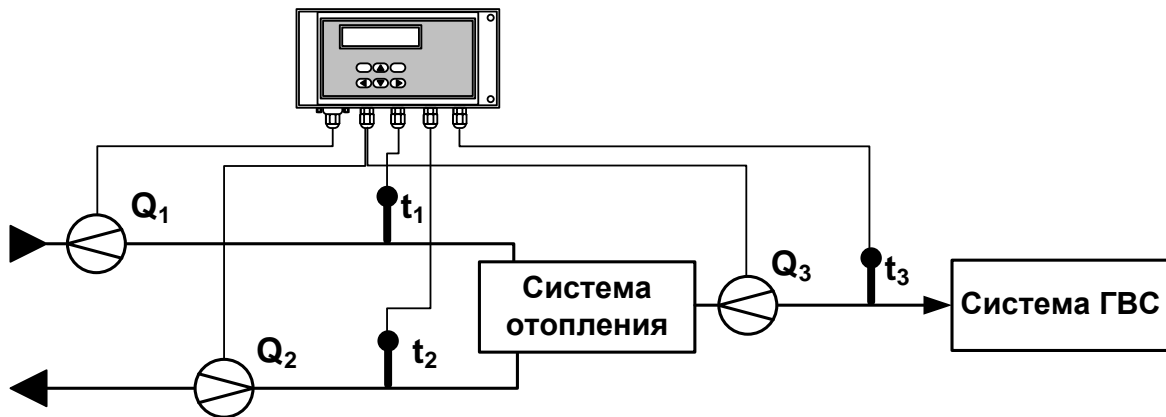 Q₁
t₁
Q₂
t₂
Система
отопления
Q₃
t₃
Система ГВС